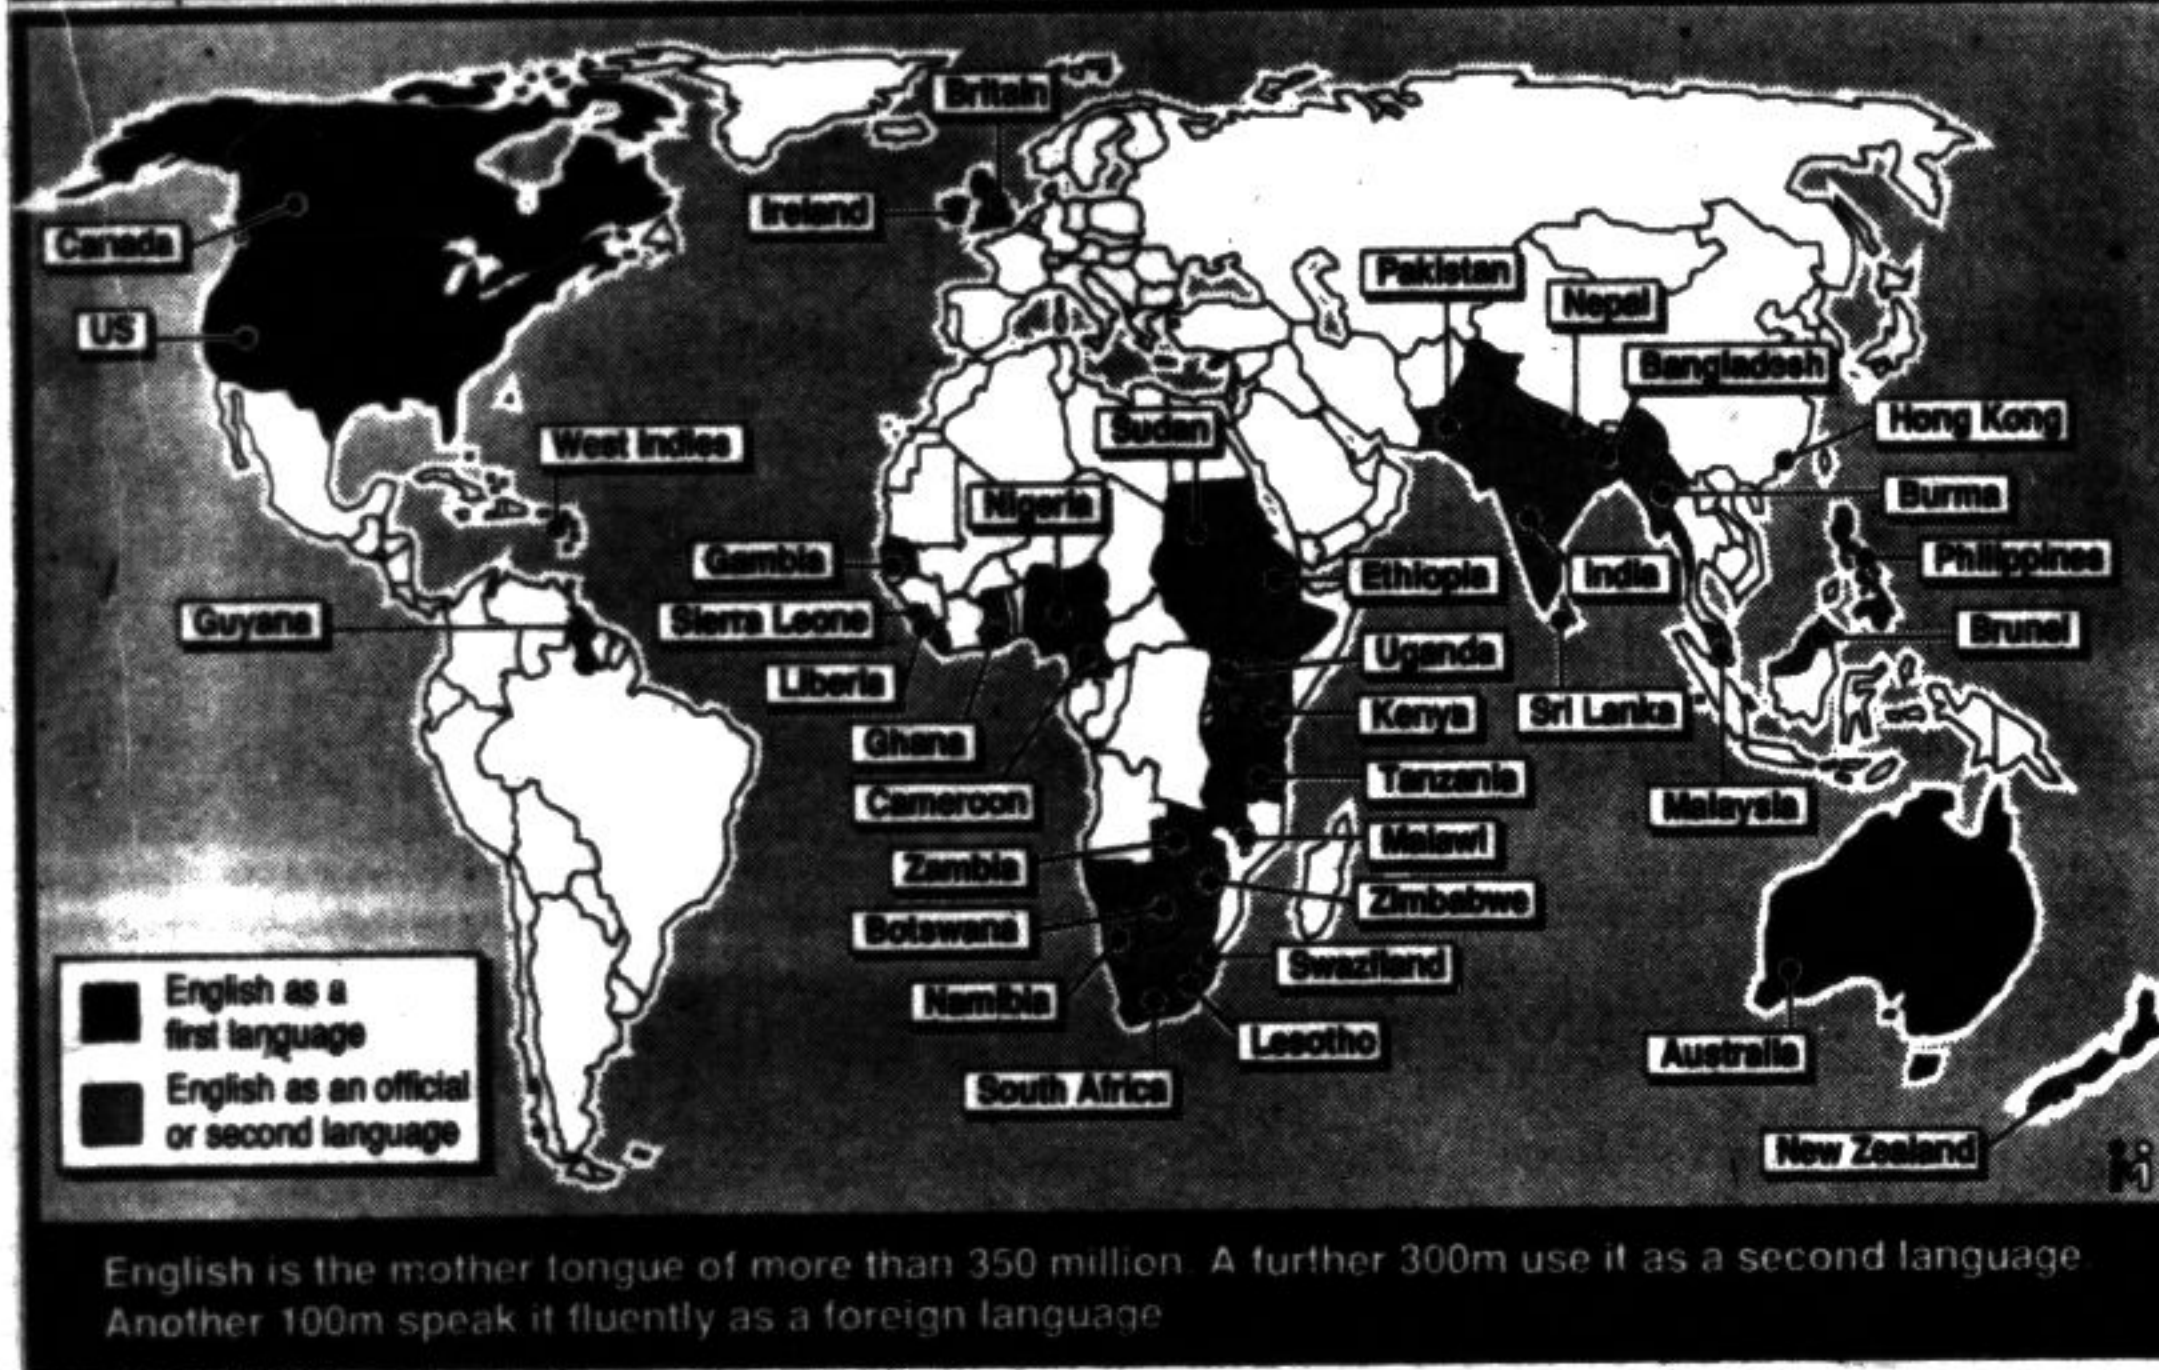 Britain
Ireland
Canada
US
Pakistan
Nepal
Bangladesh
Hong Kong
Sudan
West Indies
Nigeria
Burma
Gambia
Ethiopia
India
Philippines
Guyana
Sierra Leone
Uganda
Brunei
Liberia
Kenya
Sri Lanka
Ghana
Tanzania
Cameroon
Malaysia
Malawi
Zambia
Zimbabwe
Botswana
Swaziland
Namibia
Lesotho
Australia
South Africa
New Zealand
English as a
first language
English as an official
or second language
English is the mother tongue of more than 350 million. A further 300m use it as a second language.
Another 100m speak it fluently as a foreign language